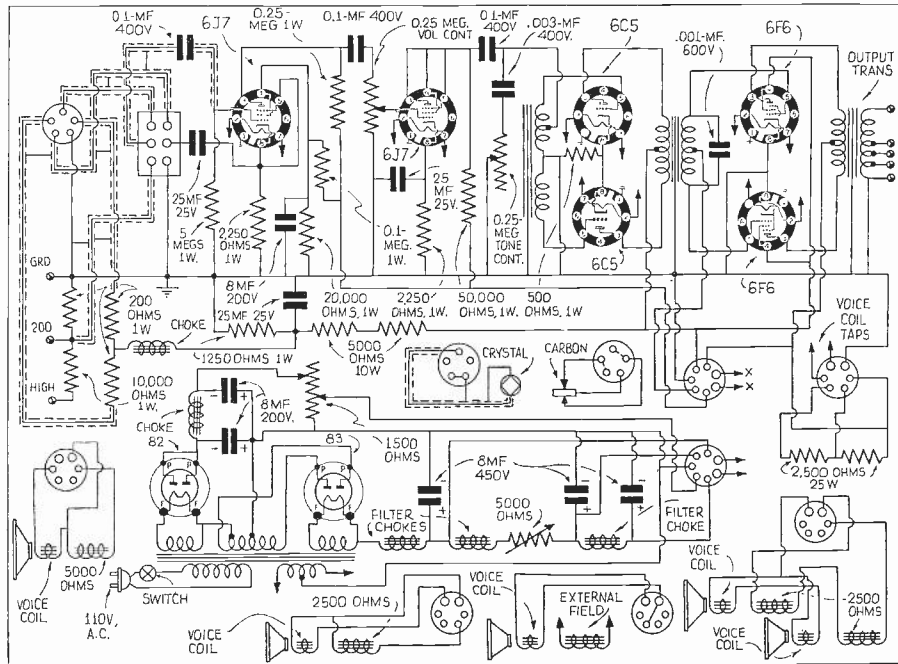 0.1-MF
400V
6J7
0.25-
MEG 1W.
0.1-MF 400V
0.25 MEG.
VOL CONT.
0.1-MF
400V
.003-MF
400V.
6C5
.001-MF
600V
6F6
OUTPUT
TRANS
25MF
25V.
5
MEGS
1W.
2,250
OHMS
1W
8MF
200V
0.1-
MEG.
1W.
6J7
25
MF
25V.
0.25-
MEG
TONE
CONT.
6C5
6F6
GRD
200
HIGH
200
OHMS
1W
CHOKE
25MF 25V
20,000
OHMS, 1W.
2250
OHMS, 1W.
50,000
OHMS, 1W.
500
OHMS, 1W
1250 OHMS 1W
5000
OHMS
10W
CRYSTAL
CARBON
VOICE
COIL
TAPS
X
X
10,000
OHMS
1W.
CHOKE
82
8MF
200V.
83
1500
OHMS
8MF
450V
2,500 OHMS
25W
P P
F F
P P
F F
FILTER
CHOKES
5000
OHMS
FILTER
CHOKE
VOICE
COIL
5000
OHMS
110V,
A.C.
SWITCH
VOICE
COIL
2500 OHMS
VOICE
COIL
EXTERNAL
FIELD
VOICE
COIL
VOICE
COIL
2500
OHMS